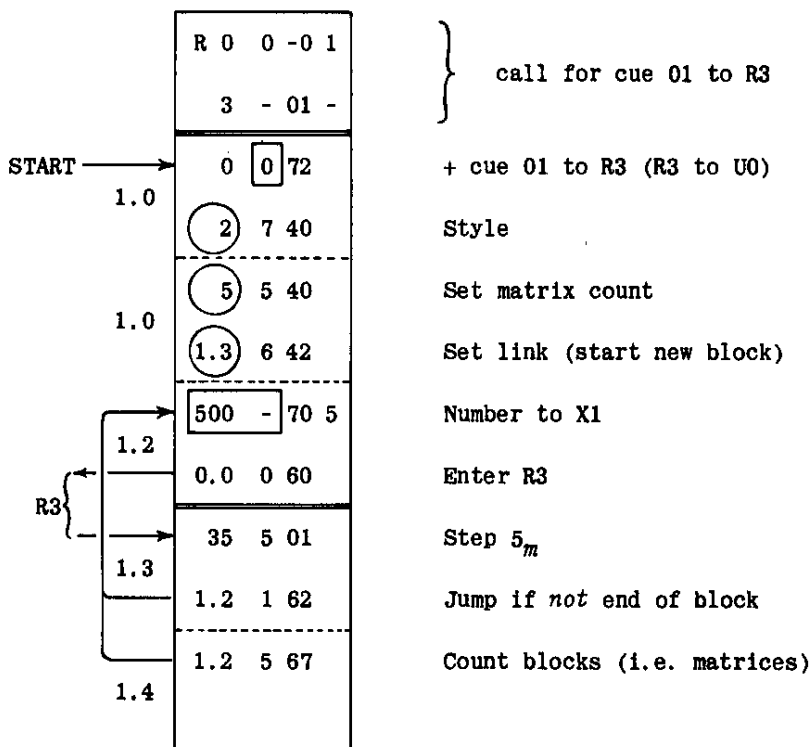 R 0 0 -0 1
3 - 01 -
call for cue 01 to R3
START 0 0 72 + cue 01 to R3 (R3 to U0)
1.0
2 7 40 Style
5 5 40 Set matrix count
1.0
1.3 6 42 Set link (start new block)
500 - 70 5 Number to X1
1.2
0.0 0 60 Enter R3
R3
35 5 01 Step 5m
1.3
1.2 1 62 Jump if not end of block
1.2 5 67 Count blocks (i.e. matrices)
1.4